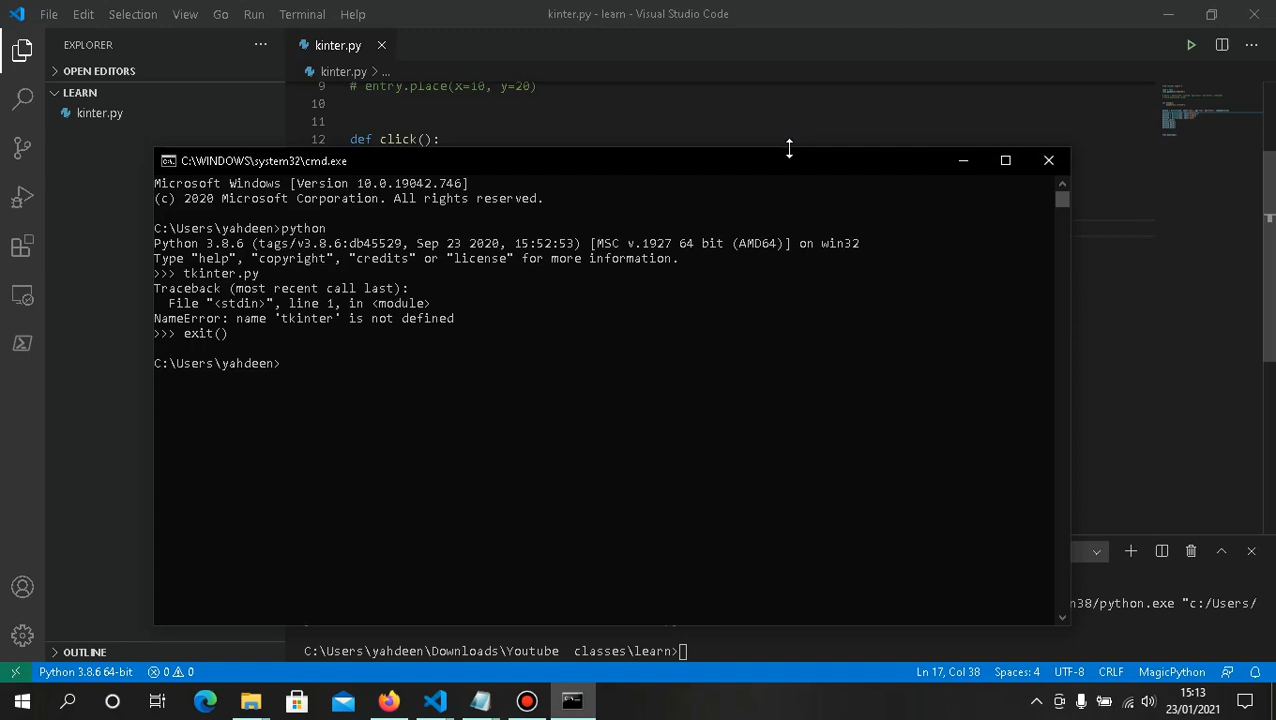 File Edit Selection View Go Run Terminal Help
kinter.py - learn - Visual Studio Code
EXPLORER
kinter.py
OPEN EDITORS
kinter.py > ...
LEARN
kinter.py
9 # entry.place(x=10, y=20)
10
11
12 def click():
C:\WINDOWS\system32\cmd.exe
Microsoft Windows [Version 10.0.19042.746]
(c) 2020 Microsoft Corporation. All rights reserved.
C:\Users\yahdeen>python
Python 3.8.6 (tags/v3.8.6:db45529, Sep 23 2020, 15:52:53) [MSC v.1927 64 bit (AMD64)] on win32
Type "help", "copyright", "credits" or "license" for more information.
>>> tkinter.py
Traceback (most recent call last):
File "<stdin>", line 1, in <module>
NameError: name 'tkinter' is not defined
>>> exit()
C:\Users\yahdeen>
n38/python.exe "c:/Users/
C:\Users\yahdeen\Downloads\Youtube classes\learn>
OUTLINE
Python 3.8.6 64-bit 0 0 Ln 17, Col 38 Spaces: 4 UTF-8 CRLF MagicPython
15:13
23/01/2021